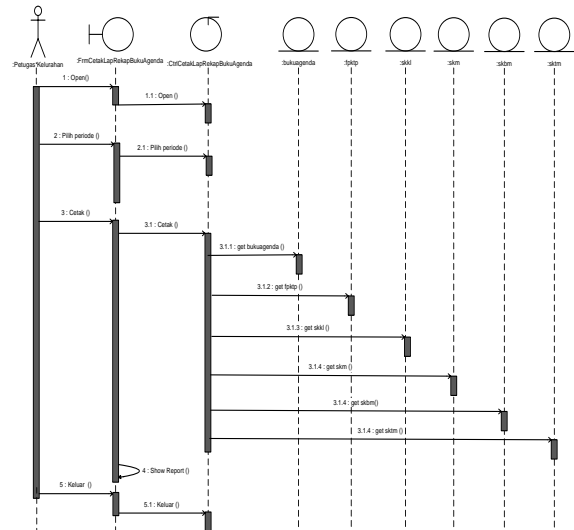 :Petugas Kelurahan
:FrmCetakLapRekapBukuAgenda
:CtrlCetakLapRekapBukuAgenda
:bukuagenda
:fpktp
:skkl
:skm
:skbm
:sktm
1 : Open()
1.1 : Open ()
2 : Pilih periode ()
2.1 : Pilih periode ()
3 : Cetak ()
3.1 : Cetak ()
3.1.1 : get bukuagenda ()
3.1.2 : get fpktp ()
3.1.3 : get skkl ()
3.1.4 : get skm ()
3.1.4 : get skbm()
3.1.4 : get sktm ()
4 : Show Report ()
5 : Keluar ()
5.1 : Keluar ()